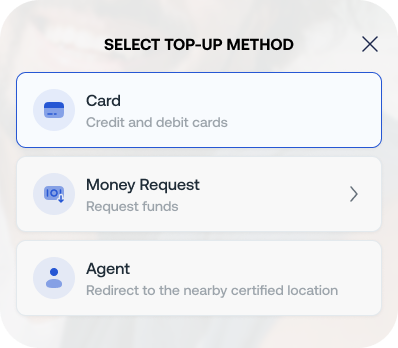 SELECT TOP-UP METHOD
Card
Credit and debit cards
Money Request
Request funds
Agent
Redirect to the nearby certified location